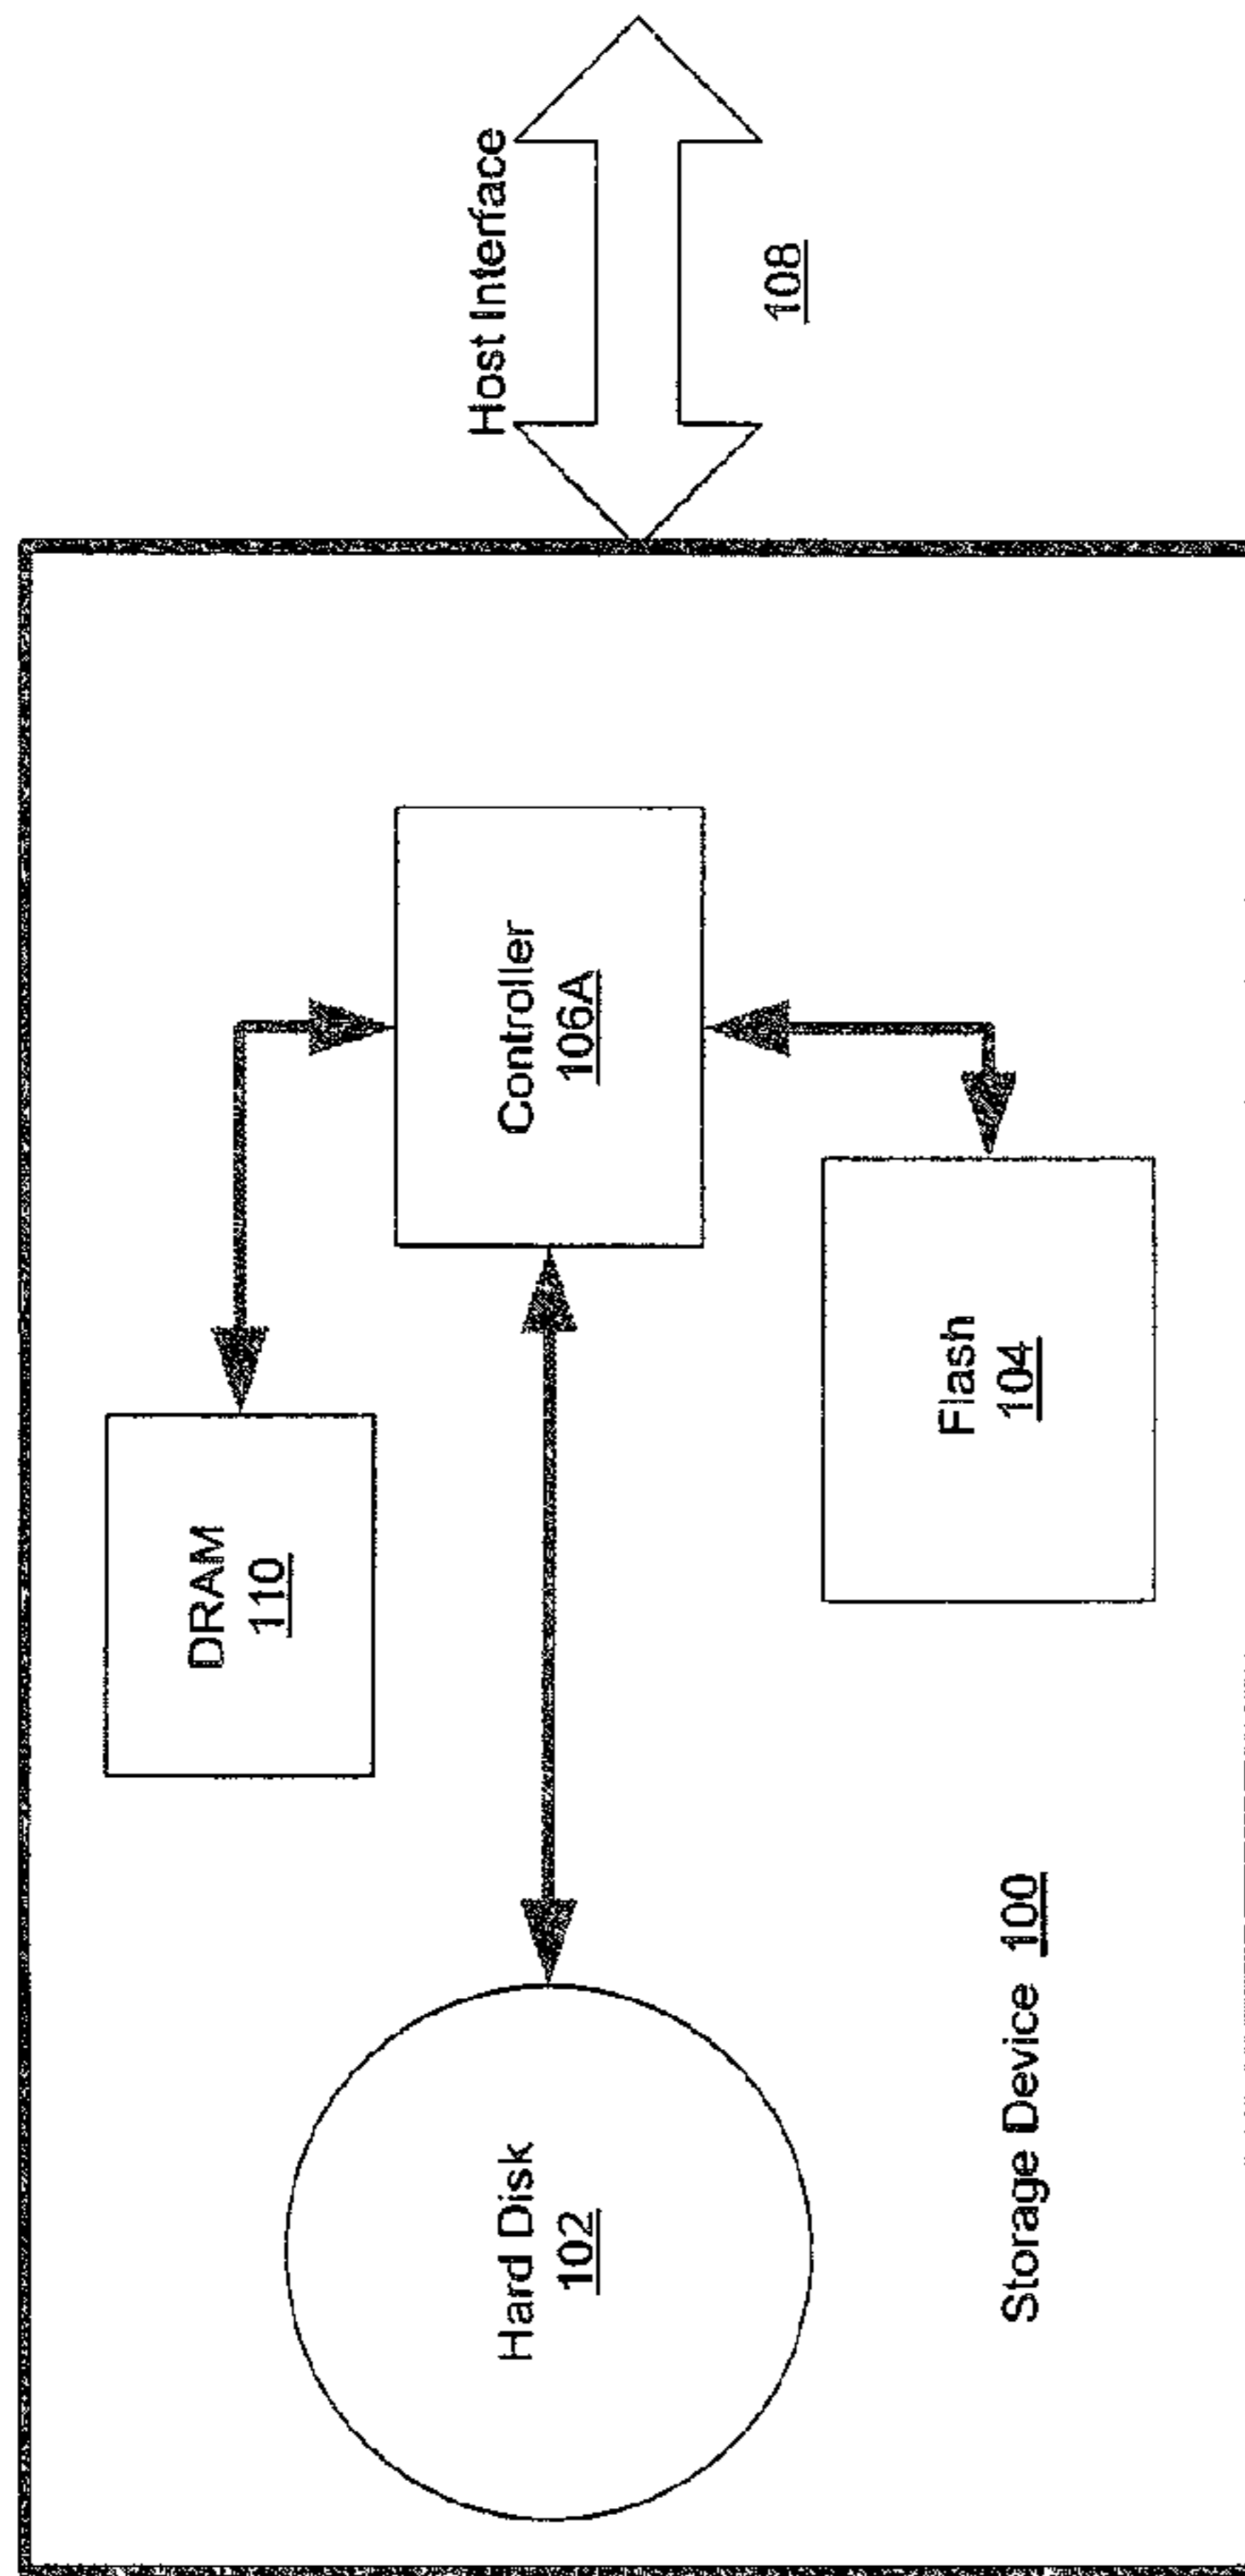 Host Interface
108
DRAM
110
Controller
106A
Hard Disk
102
Flash
104
Storage Device 100